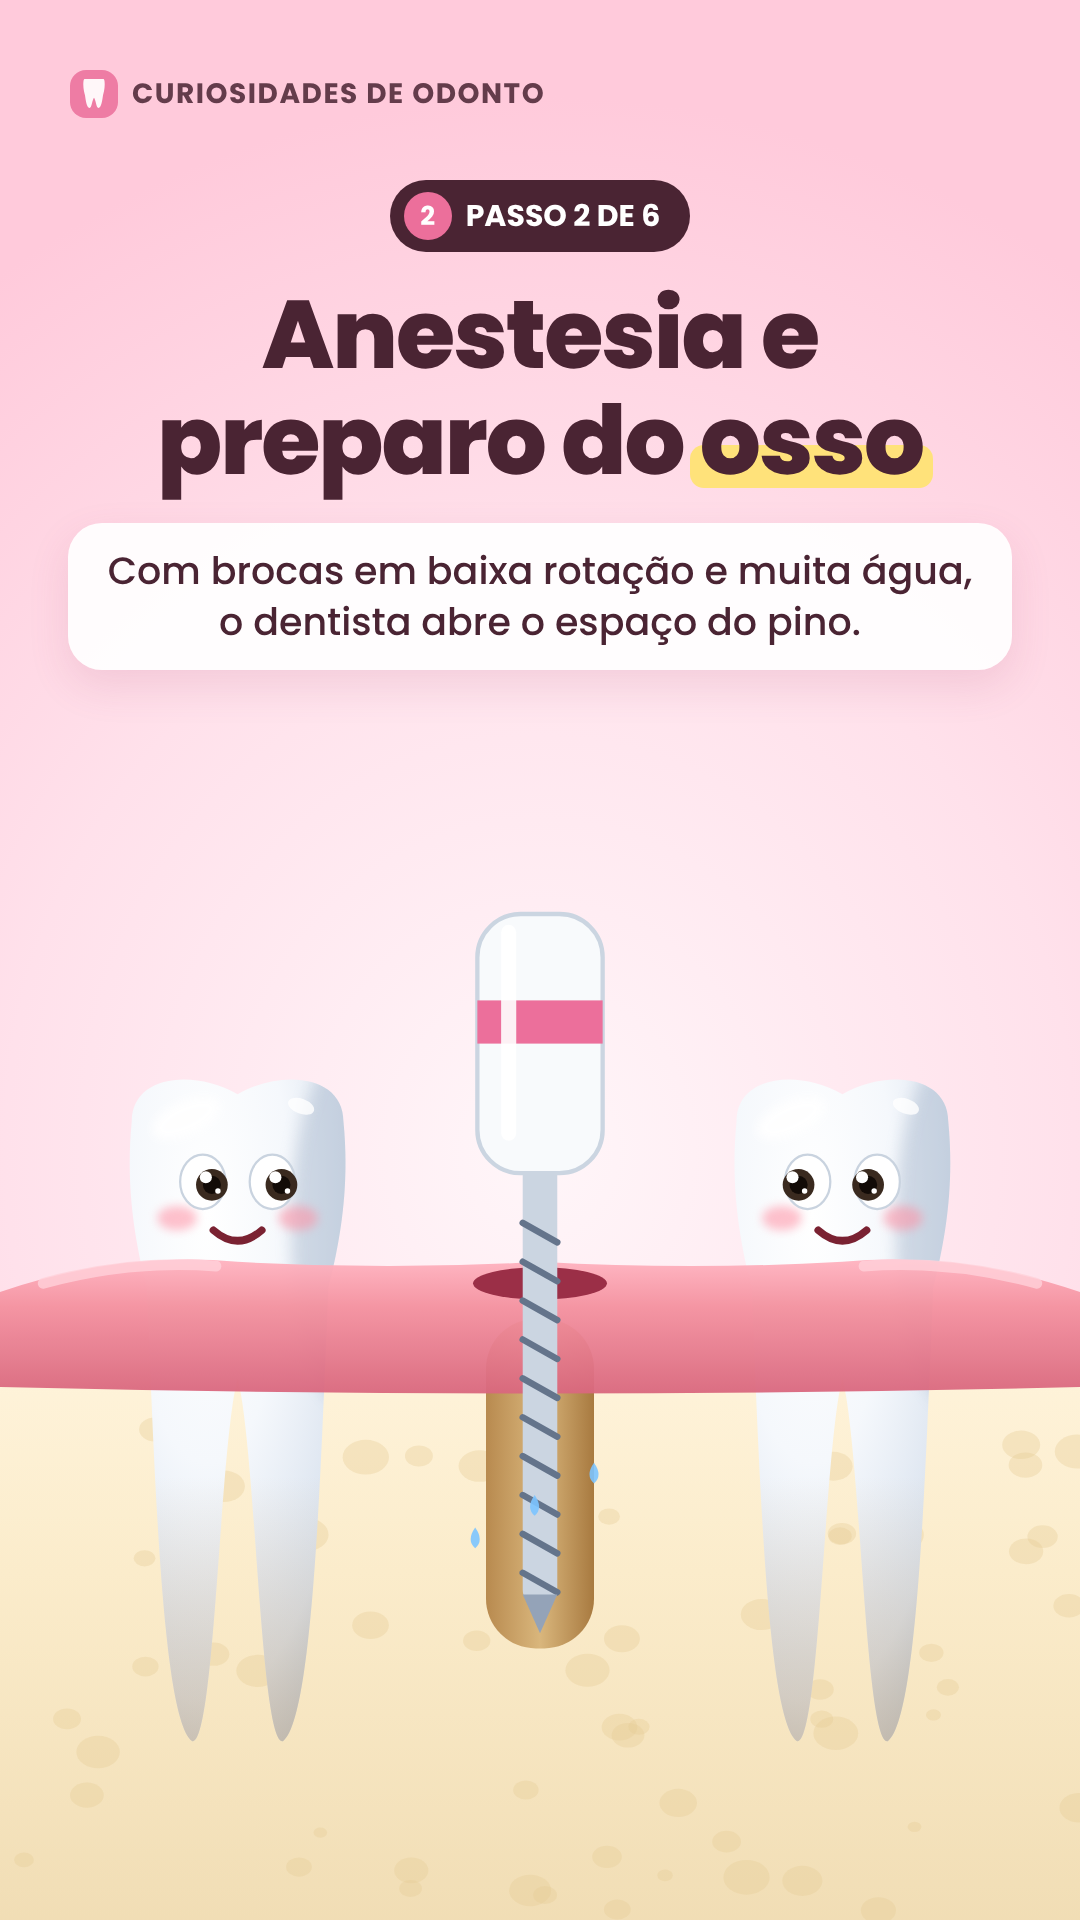 CURIOSIDADES DE ODONTO
2 PASSO 2 DE 6
Anestesia e
preparo do osso
Com brocas em baixa rotação e muita água,
o dentista abre o espaço do pino.